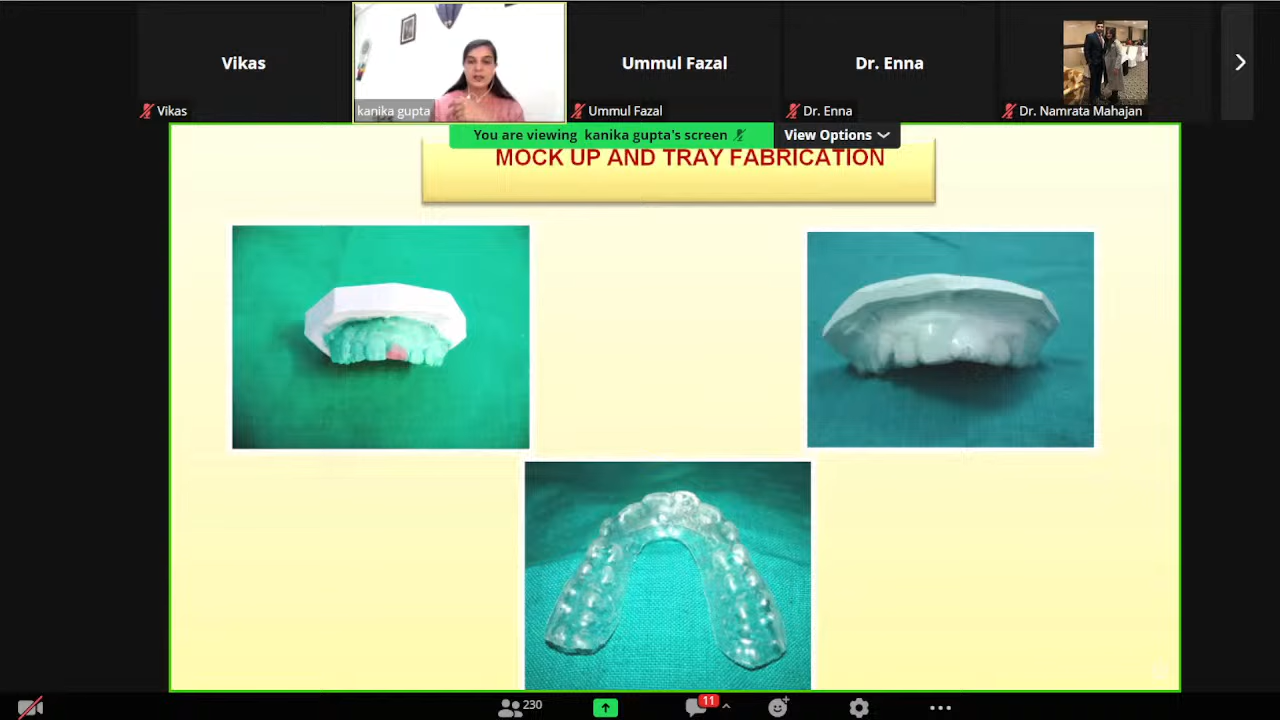 Vikas
Ummul Fazal
Dr. Enna
Vikas
kanika gupta
Ummul Fazal
Dr. Enna
Dr. Namrata Mahajan
You are viewing kanika gupta's screen
View Options
MOCK UP AND TRAY FABRICATION
230
11